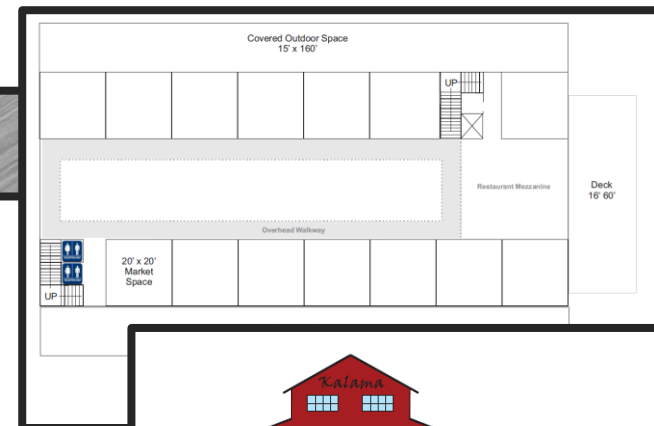 Covered Outdoor Space
15' x 160'
UP
Restaurant Mezzanine
Deck
16' 60'
Overhead Walkway
20' x 20'
Market
Space
UP
Kalama